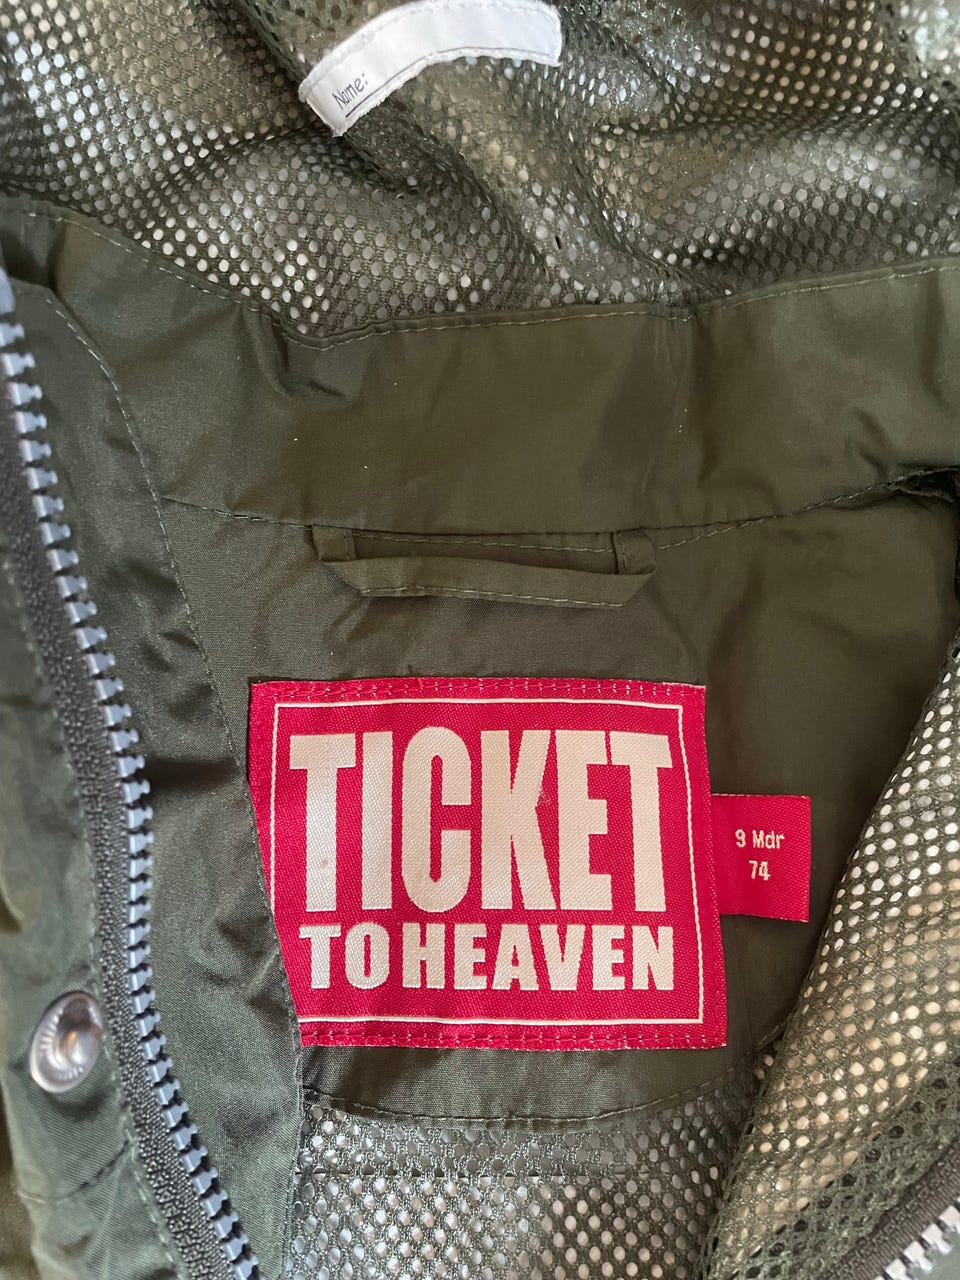 Name:
TICKET
TO HEAVEN
9 Mdr
74